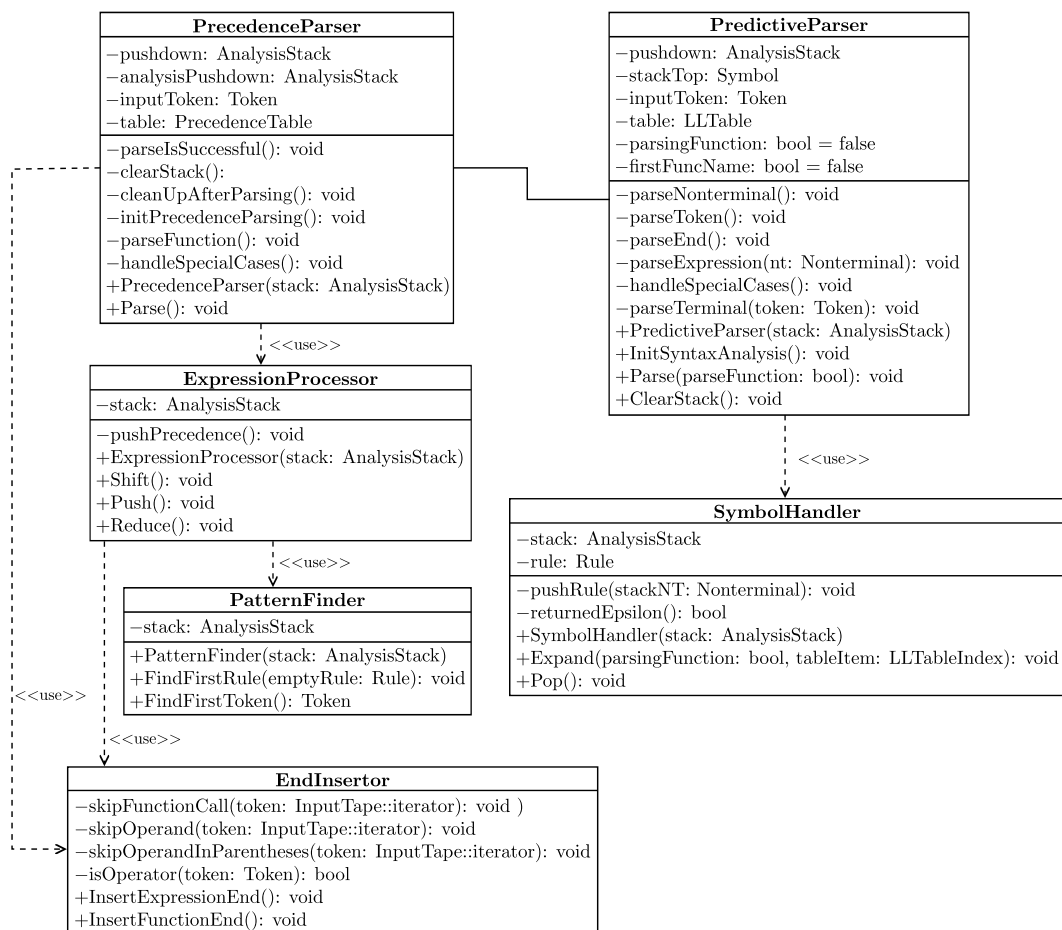 PrecedenceParser
−pushdown: AnalysisStack
−analysisPushdown: AnalysisStack
−inputToken: Token
−table: PrecedenceTable
−parseIsSuccessful(): void
−clearStack():
−cleanUpAfterParsing(): void
−initPrecedenceParsing(): void
−parseFunction(): void
−handleSpecialCases(): void
+PrecedenceParser(stack: AnalysisStack)
+Parse(): void
PredictiveParser
−pushdown: AnalysisStack
−stackTop: Symbol
−inputToken: Token
−table: LLTable
−parsingFunction: bool = false
−firstFuncName: bool = false
−parseNonterminal(): void
−parseToken(): void
−parseEnd(): void
−parseExpression(nt: Nonterminal): void
−handleSpecialCases(): void
−parseTerminal(token: Token): void
+PredictiveParser(stack: AnalysisStack)
+InitSyntaxAnalysis(): void
+Parse(parseFunction: bool): void
+ClearStack(): void
<<use>>
ExpressionProcessor
−stack: AnalysisStack
−pushPrecedence(): void
+ExpressionProcessor(stack: AnalysisStack)
+Shift(): void
+Push(): void
+Reduce(): void
<<use>>
SymbolHandler
−stack: AnalysisStack
−rule: Rule
−pushRule(stackNT: Nonterminal): void
−returnedEpsilon(): bool
+SymbolHandler(stack: AnalysisStack)
+Expand(parsingFunction: bool, tableItem: LLTableIndex): void
+Pop(): void
<<use>>
PatternFinder
−stack: AnalysisStack
+PatternFinder(stack: AnalysisStack)
+FindFirstRule(emptyRule: Rule): void
+FindFirstToken(): Token
<<use>>
<<use>>
EndInsertor
−skipFunctionCall(token: InputTape::iterator): void )
−skipOperand(token: InputTape::iterator): void
−skipOperandInParentheses(token: InputTape::iterator): void
−isOperator(token: Token): bool
+InsertExpressionEnd(): void
+InsertFunctionEnd(): void